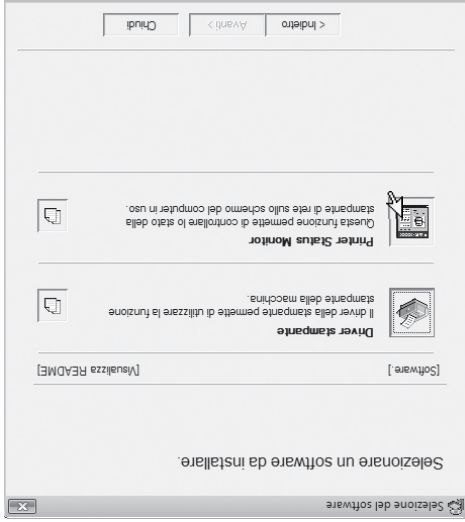 Selezione del software
Selezionare un software da installare.
[Software.] [Visualizza README]
Driver stampante
Il driver della stampante permette di utilizzare la funzione
stampante della macchina.
Printer Status Monitor
Questa funzione permette di controllare lo stato della
stampante di rete sullo schermo del computer in uso.
< Indietro Avanti > Chiudi